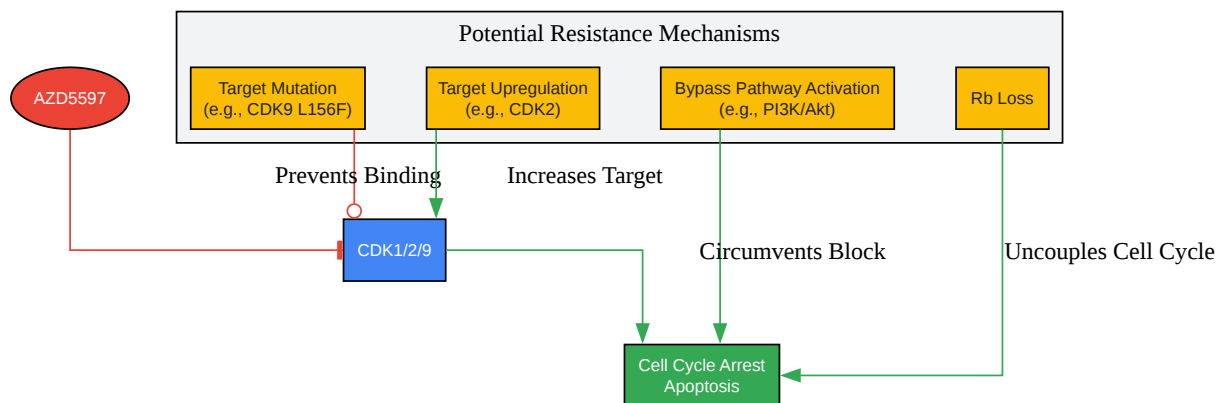 Potential Resistance Mechanisms
AZD5597
Target Mutation
(e.g., CDK9 L156F)
Target Upregulation
(e.g., CDK2)
Bypass Pathway Activation
(e.g., PI3K/Akt)
Rb Loss
Prevents Binding
Increases Target
CDK1/2/9
Circumvents Block
Uncouples Cell Cycle
Cell Cycle Arrest
Apoptosis